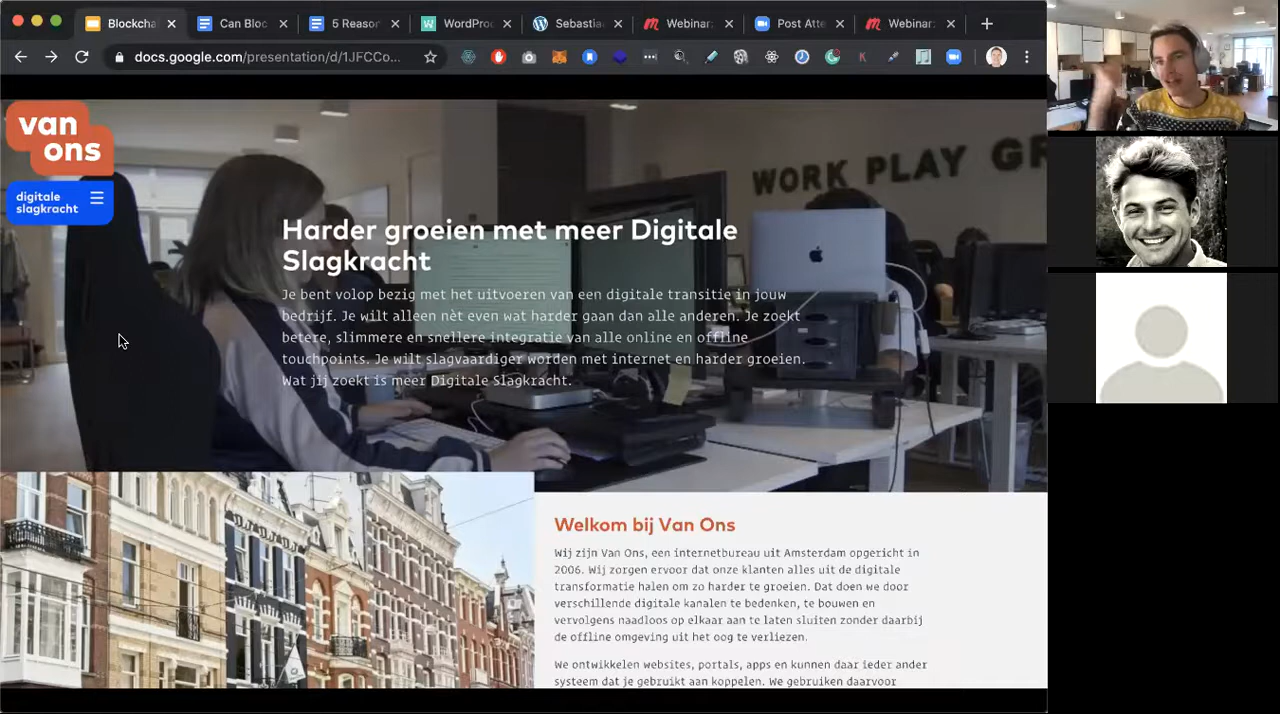 Blockcha
Can Bloc
5 Reason
WordProo
Sebastia
Webinar:
Post Atte
Webinar:
docs.google.com/presentation/d/1JFCCo...
van
ons
digitale
slagkracht
WORK PLAY GR
Harder groeien met meer Digitale
Slagkracht
Je bent volop bezig met het uitvoeren van een digitale transitie in jouw
bedrijf. Je wilt alleen nèt even wat harder gaan dan alle anderen. Je zoekt
betere, slimmere en snellere integratie van alle online en offline
touchpoints. Je wilt slagvaardiger worden met internet en harder groeien.
Wat jij zoekt is meer Digitale Slagkracht.
Welkom bij Van Ons
Wij zijn Van Ons, een internetbureau uit Amsterdam opgericht in
2006. Wij zorgen ervoor dat onze klanten alles uit de digitale
transformatie halen om zo harder te groeien. Dat doen we door
verschillende digitale kanalen te bedenken, te bouwen en
vervolgens naadloos op elkaar aan te laten sluiten zonder daarbij
de offline omgeving uit het oog te verliezen.
We ontwikkelen websites, portals, apps en kunnen daar ieder ander
systeem dat je gebruikt aan koppelen. We gebruiken daarvoor